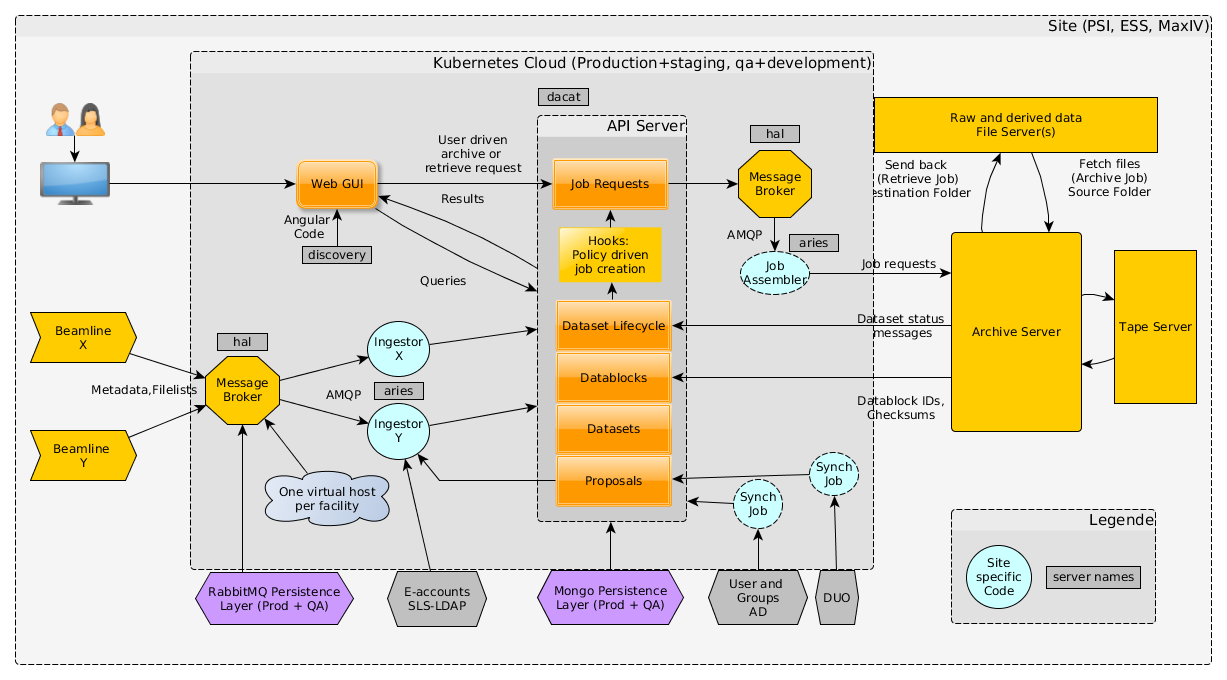 Site (PSI, ESS, MaxIV)
Kubernetes Cloud (Production+staging, qa+development)
dacat
API Server
hal
Raw and derived data
File Server(s)
User driven
archive or
retrieve request
Web GUI
Job Requests
Message
Broker
Send back
(Retrieve Job)
estination Folder
Fetch files
(Archive Job)
Source Folder
Results
Angular
Code
discovery
Hooks:
Policy driven
job creation
AMQP
aries
Job
Assembler
Job requests
Queries
Dataset Lifecycle
Dataset status
messages
Archive Server
Tape Server
Beamline
X
hal
Ingestor
X
Message
Broker
Metadata,Filelists
AMQP
aries
Datablocks
Datablock IDs,
Checksums
Ingestor
Y
Datasets
Beamline
Y
One virtual host
per facility
Proposals
Synch
Job
Synch
Job
Legende
Site
specific
Code
server names
RabbitMQ Persistence
Layer (Prod + QA)
E-accounts
SLS-LDAP
Mongo Persistence
Layer (Prod + QA)
User and
Groups
AD
DUO